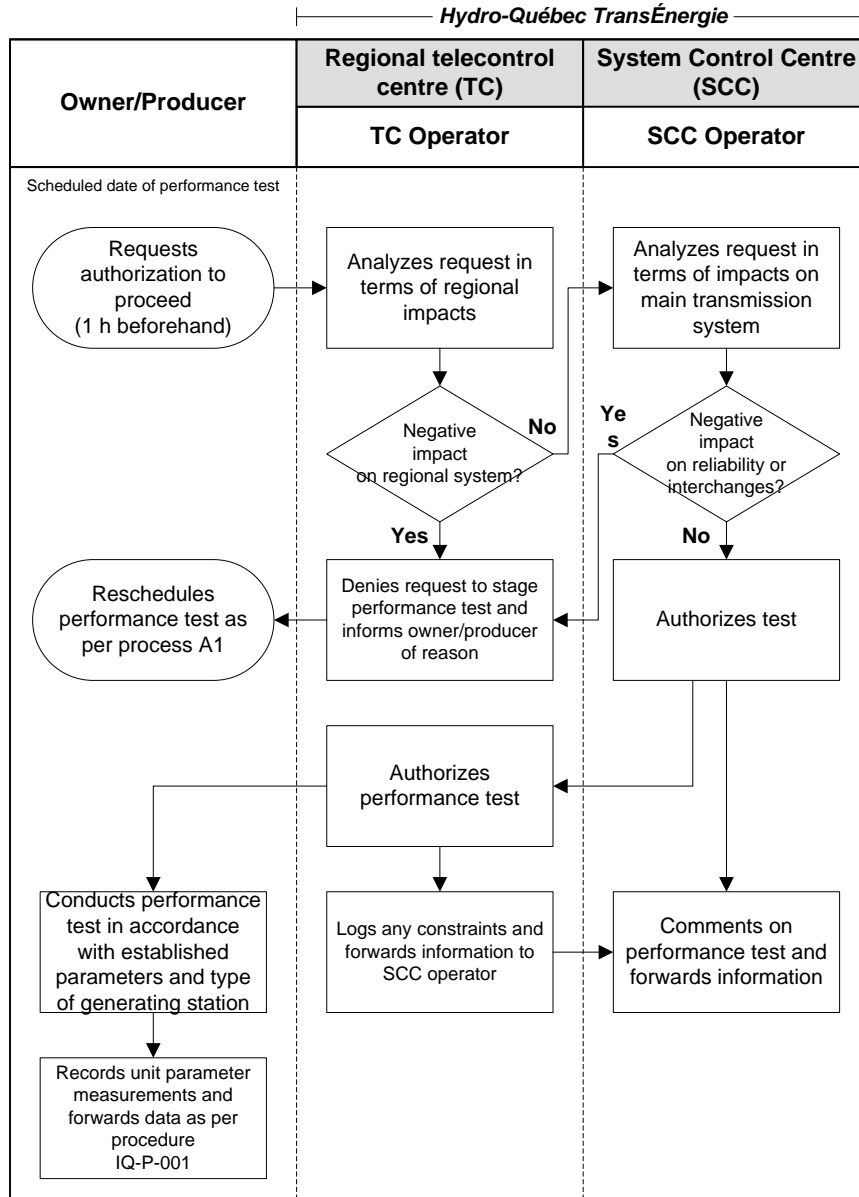 Hydro-Québec TransÉnergie
Owner/Producer
Regional telecontrol
centre (TC)
System Control Centre
(SCC)
TC Operator
SCC Operator
Scheduled date of performance test
Requests
authorization to
proceed
(1 h beforehand)
Analyzes request in
terms of regional
impacts
Analyzes request in
terms of impacts on
main transmission
system
Negative
impact
on regional system?
No
Ye
s
Negative
impact
on reliability or
interchanges?
Yes
No
Reschedules
performance test as
per process A1
Denies request to stage
performance test and
informs owner/producer
of reason
Authorizes test
Authorizes
performance test
Conducts performance
test in accordance
with established
parameters and type
of generating station
Logs any constraints and
forwards information to
SCC operator
Comments on
performance test and
forwards information
Records unit parameter
measurements and
forwards data as per
procedure
IQ-P-001